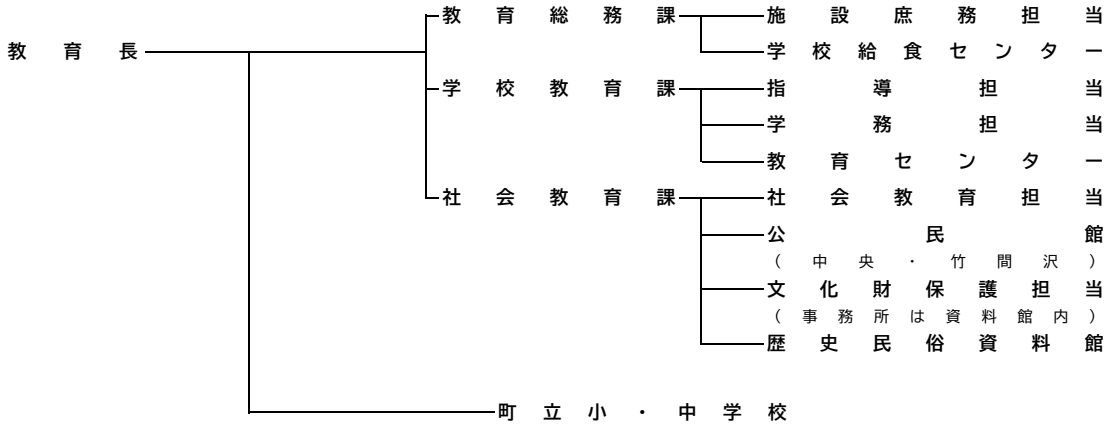 教育総務課 施設庶務担当
教育長 学校給食センター
学校教育課 指導担当
学務担当
教育センター
社会教育課 社会教育担当
公民館
（中央・竹間沢）
文化財保護担当
（事務所は資料館内）
歴史民俗資料館
町立小・中学校